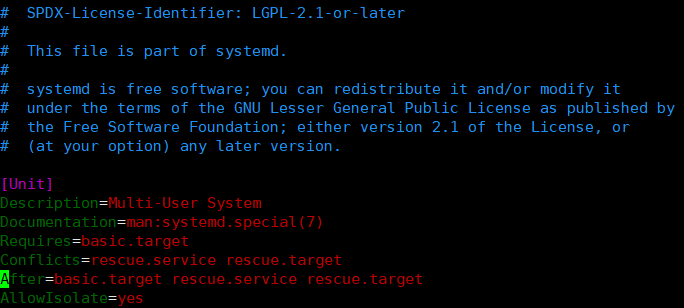 #  SPDX-License-Identifier: LGPL-2.1-or-later
#
#  This file is part of systemd.
#
#  systemd is free software; you can redistribute it and/or modify it
#  under the terms of the GNU Lesser General Public License as published by
#  the Free Software Foundation; either version 2.1 of the License, or
#  (at your option) any later version.

[Unit]
Description=Multi-User System
Documentation=man:systemd.special(7)
Requires=basic.target
Conflicts=rescue.service rescue.target
After=basic.target rescue.service rescue.target
AllowIsolate=yes